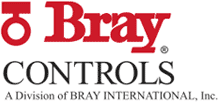 Bray®
CONTROLS
A Division of BRAY INTERNATIONAL, Inc.